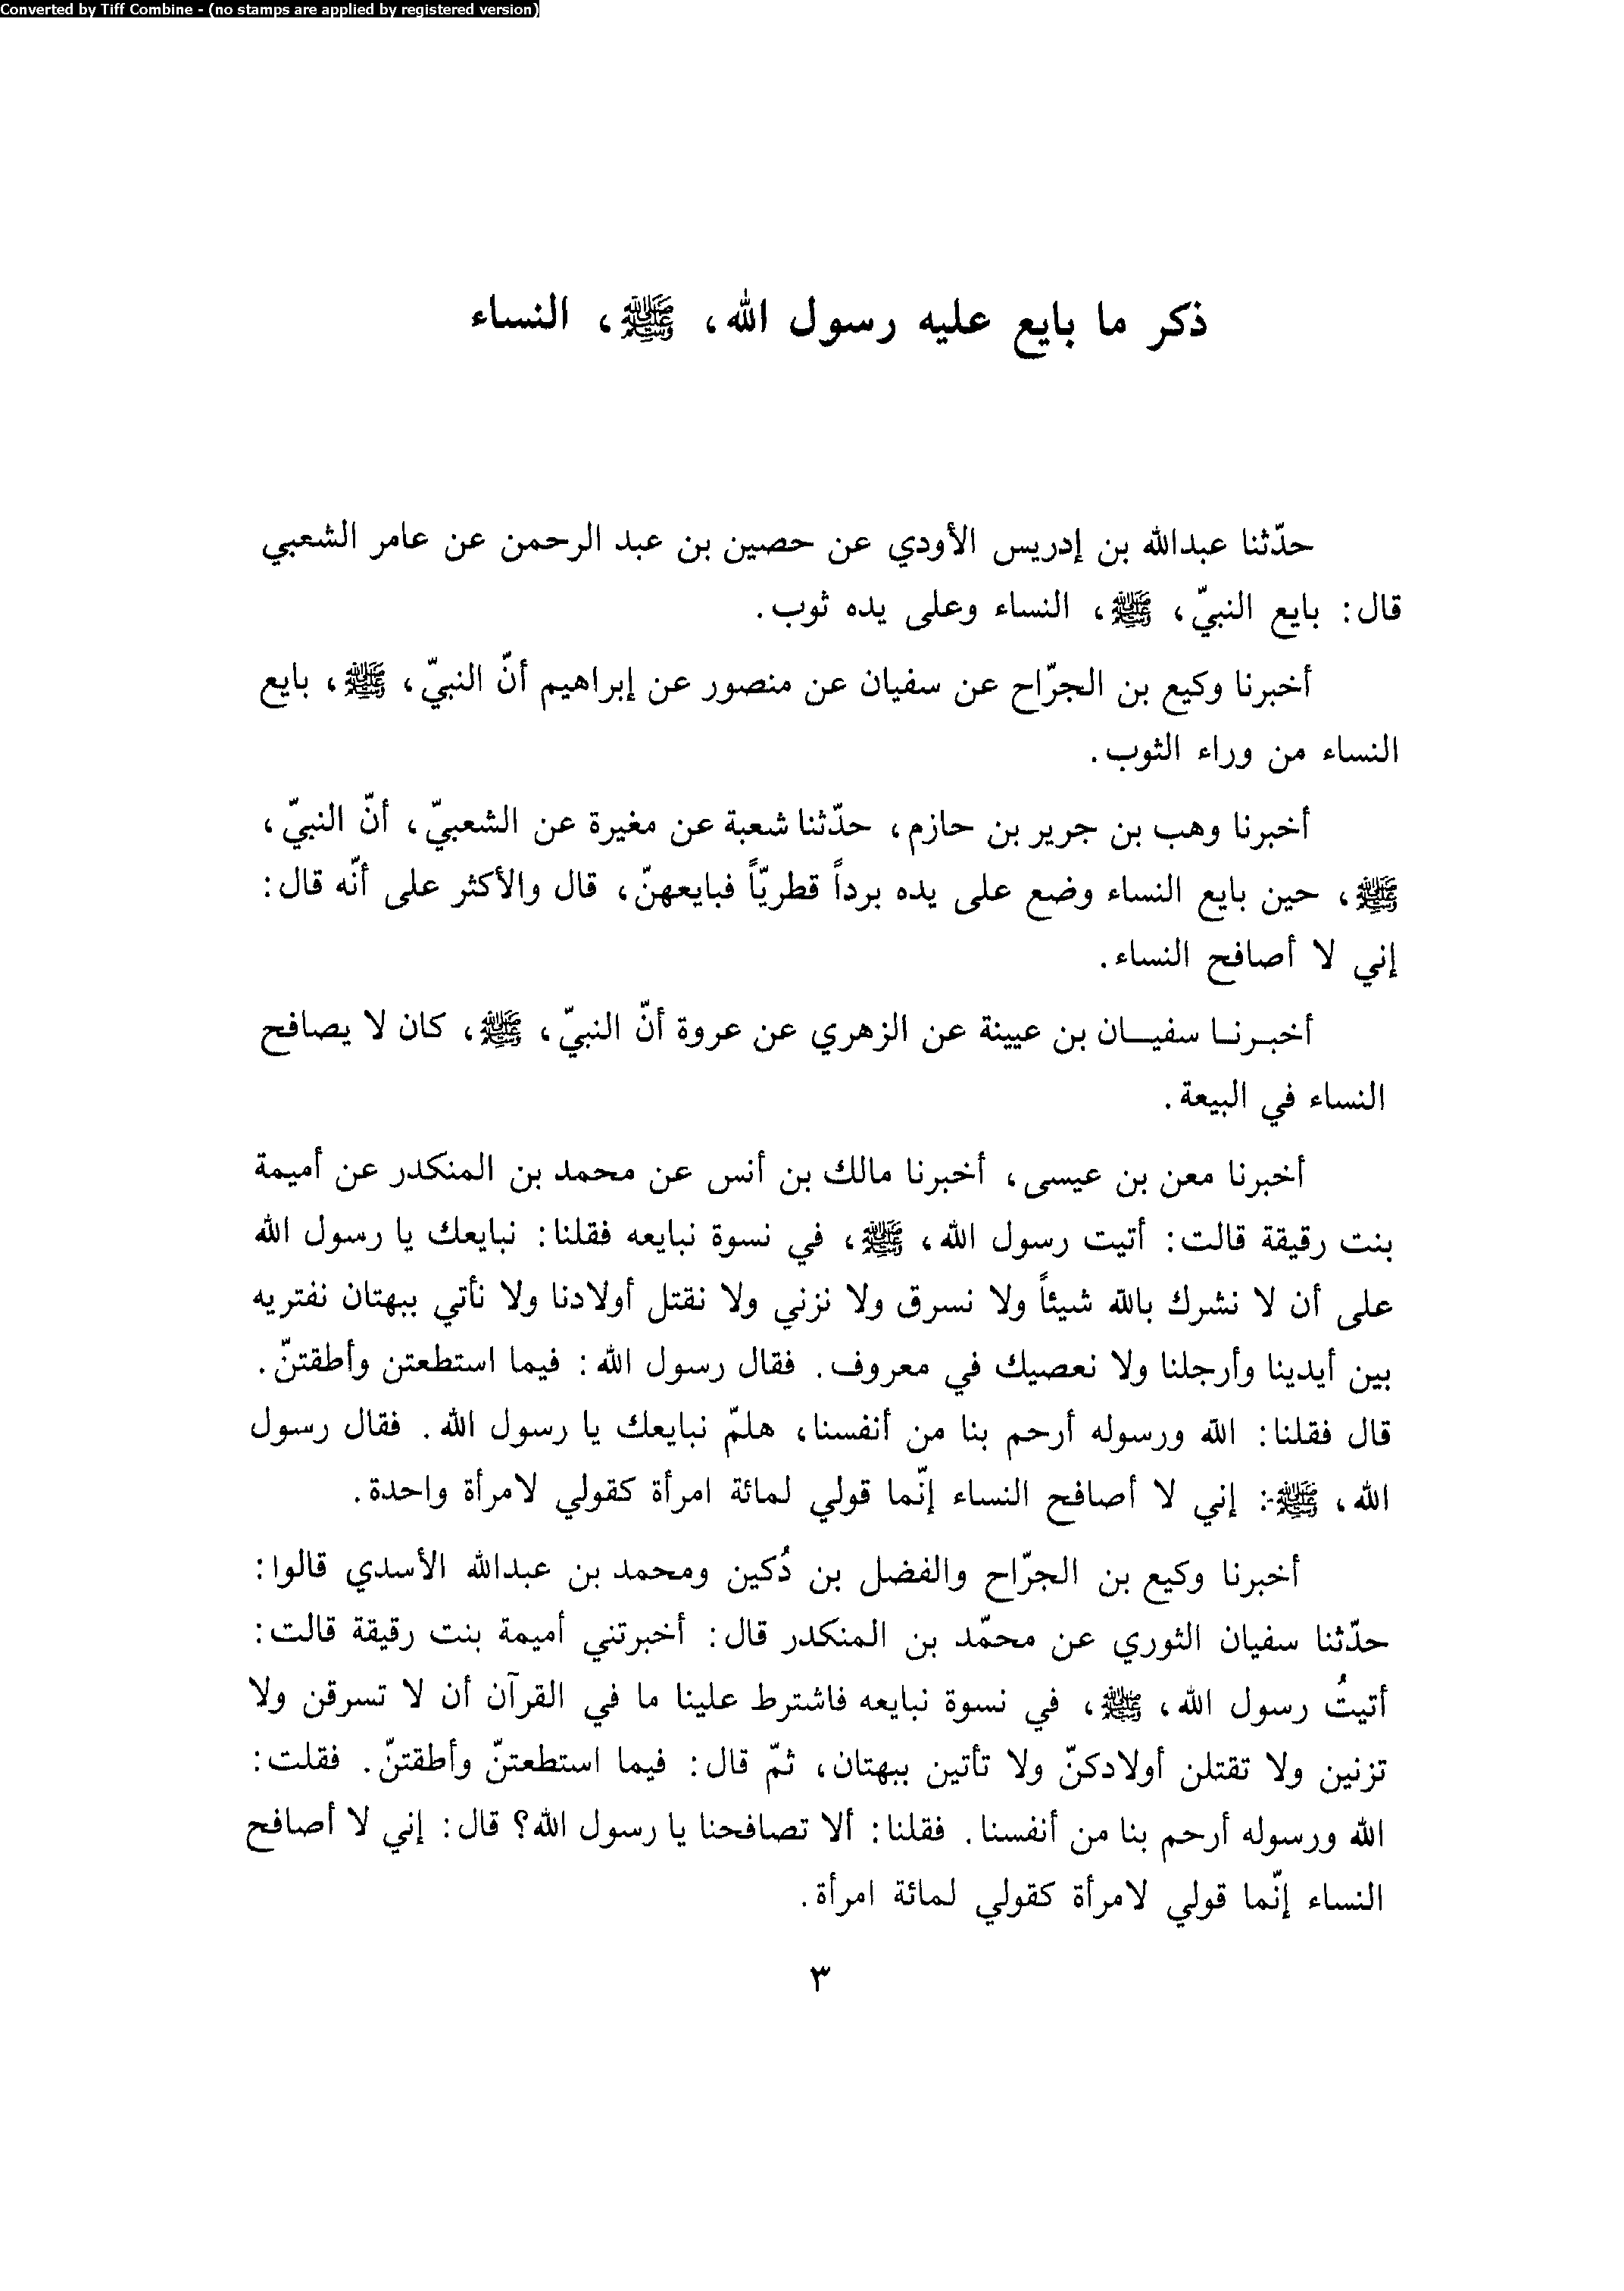 Converted by Tiff Combine - (no stamps are applied by registered version)
ذكر ما بايع عليه رسول الله، ﷺ، النساء
حدّثنا عبدالله بن إدريس الأودي عن حصين بن عبد الرحمن عن عامر الشعبي
قال: بايع النبيّ، ﷺ، النساء وعلى يده ثوب.
أخبرنا وكيع بن الجرّاح عن سفيان عن منصور عن إبراهيم أنّ النبيّ، ﷺ، بايع
النساء من وراء الثوب.
أخبرنا وهب بن جرير بن حازم، حدّثنا شعبة عن مغيرة عن الشعبيّ، أنّ النبيّ،
ﷺ، حين بايع النساء وضع على يده برداً قطريّاً فبايعهنّ، قال والأكثر على أنّه قال:
إني لا أصافح النساء.
أخبرنا سفيان بن عيينة عن الزهري عن عروة أنّ النبيّ، ﷺ، كان لا يصافح
النساء في البيعة.
أخبرنا معن بن عيسى، أخبرنا مالك بن أنس عن محمد بن المنكدر عن أميمة
بنت رقيقة قالت: أتيت رسول الله، ﷺ، في نسوة نبايعه فقلنا: نبايعك يا رسول الله
على أن لا نشرك بالله شيئاً ولا نسرق ولا نزني ولا نقتل أولادنا ولا نأتي ببهتان نفتريه
بين أيدينا وأرجلنا ولا نعصيك في معروف. فقال رسول الله: فيما استطعتن وأطقتنّ.
قال فقلنا: الله ورسوله أرحم بنا من أنفسنا، هلمّ نبايعك يا رسول الله. فقال رسول
الله، ﷺ: إني لا أصافح النساء إنّما قولي لمائة امرأة كقولي لامرأة واحدة.
أخبرنا وكيع بن الجرّاح والفضل بن دُكين ومحمد بن عبدالله الأسدي قالوا:
حدّثنا سفيان الثوري عن محمّد بن المنكدر قال: أخبرتني أميمة بنت رقيقة قالت:
أتيتُ رسول الله، ﷺ، في نسوة نبايعه فاشترط علينا ما في القرآن أن لا تسرقن ولا
تزنين ولا تقتلن أولادكنّ ولا تأتين ببهتان، ثمّ قال: فيما استطعتنّ وأطقتنّ. فقلت:
الله ورسوله أرحم بنا من أنفسنا. فقلنا: ألا تصافحنا يا رسول الله؟ قال: إني لا أصافح
النساء إنّما قولي لامرأة كقولي لمائة امرأة.
٣